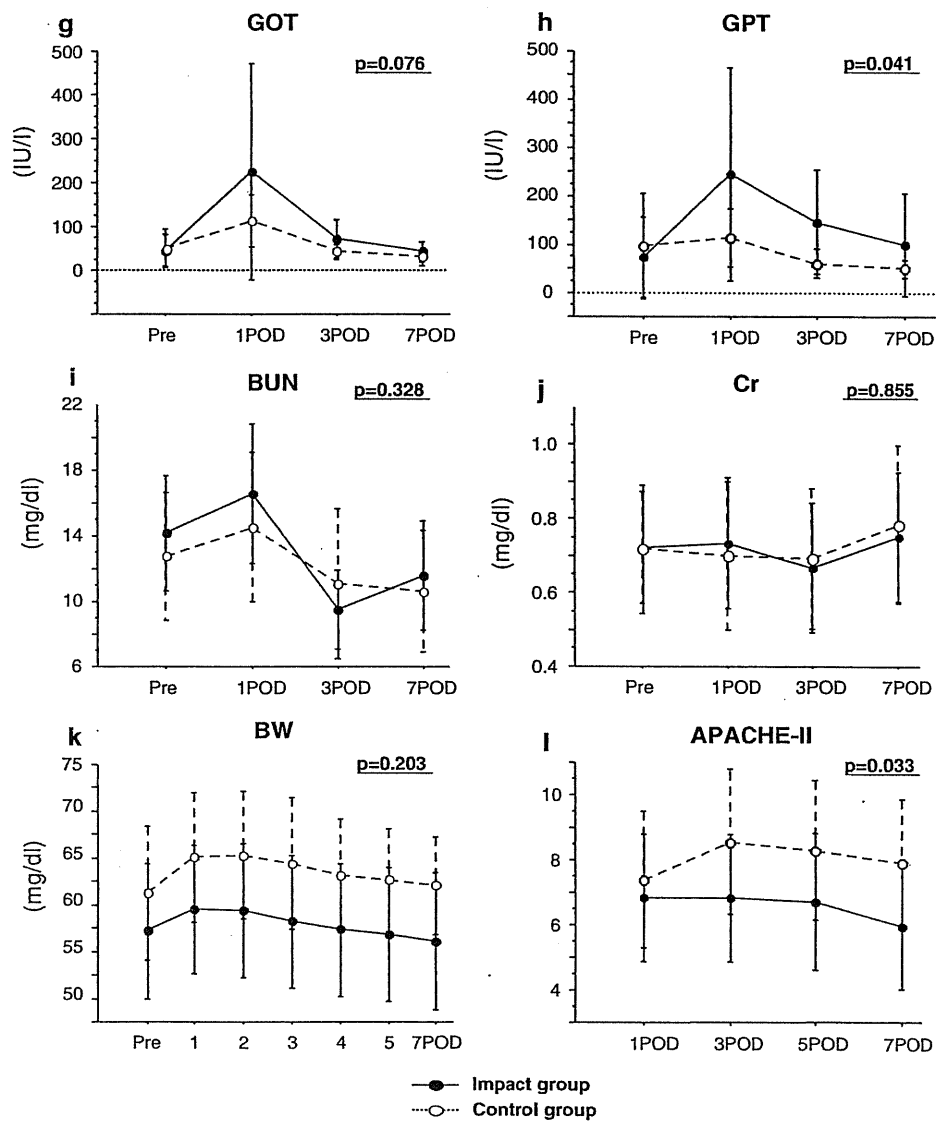 g
GOT
p=0.076
500
400
300
200
100
0
(IU/l)
Pre 1POD 3POD 7POD
h
GPT
p=0.041
500
400
300
200
100
0
(IU/l)
Pre 1POD 3POD 7POD
i
BUN
p=0.328
22
18
14
10
6
(mg/dl)
Pre 1POD 3POD 7POD
j
Cr
p=0.855
1.0
0.8
0.6
0.4
(mg/dl)
Pre 1POD 3POD 7POD
k
BW
p=0.203
75
70
65
60
55
50
(mg/dl)
Pre 1 2 3 4 5 7POD
l
APACHE-II
p=0.033
10
8
6
4
1POD 3POD 5POD 7POD
Impact group
Control group